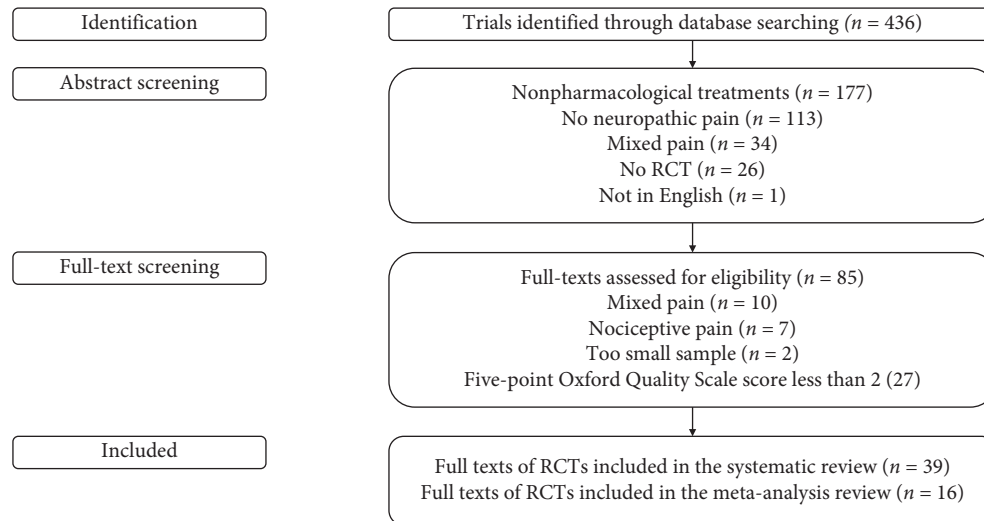 Identification
Trials identified through database searching (n = 436)
Abstract screening
Nonpharmacological treatments (n = 177)
No neuropathic pain (n = 113)
Mixed pain (n = 34)
No RCT (n = 26)
Not in English (n = 1)
Full-text screening
Full-texts assessed for eligibility (n = 85)
Mixed pain (n = 10)
Nociceptive pain (n = 7)
Too small sample (n = 2)
Five-point Oxford Quality Scale score less than 2 (27)
Included
Full texts of RCTs included in the systematic review (n = 39)
Full texts of RCTs included in the meta-analysis review (n = 16)